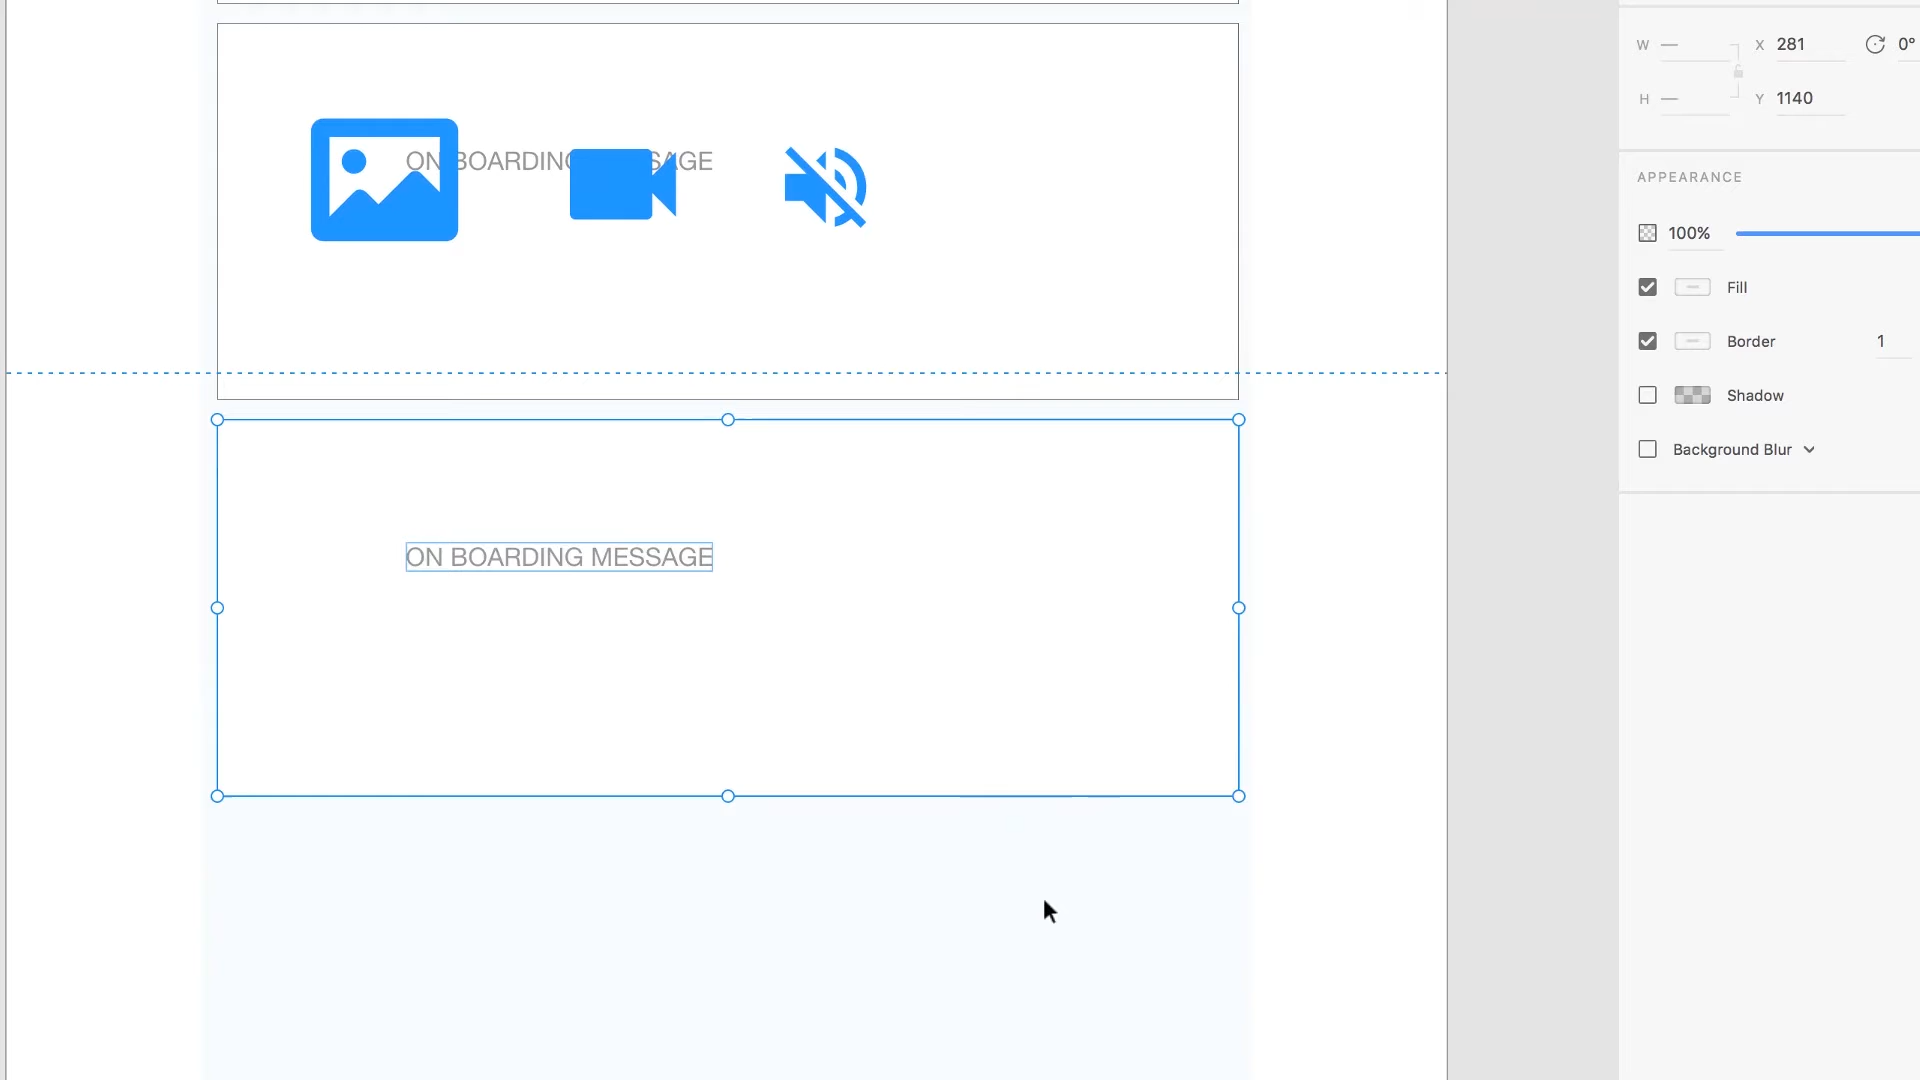 W — X 281 0°
H — Y 1140
APPEARANCE
100%
Fill
Border 1
Shadow
Background Blur
ON BOARDING MESSAGE